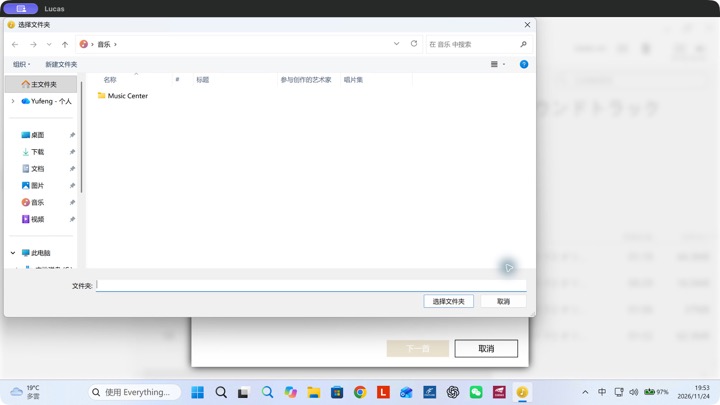 Lucas
选择文件夹
音乐
在 音乐 中搜索
组织
新建文件夹
名称
#
标题
参与创作的艺术家
唱片集
主文件夹
Yufeng - 个人
桌面
下载
文档
图片
音乐
视频
此电脑
Music Center
文件夹:
选择文件夹
取消
ウンドトラック
下一首
取消
19°C
多雲
使用 Everything...
中
97%
19:53
2026/11/24